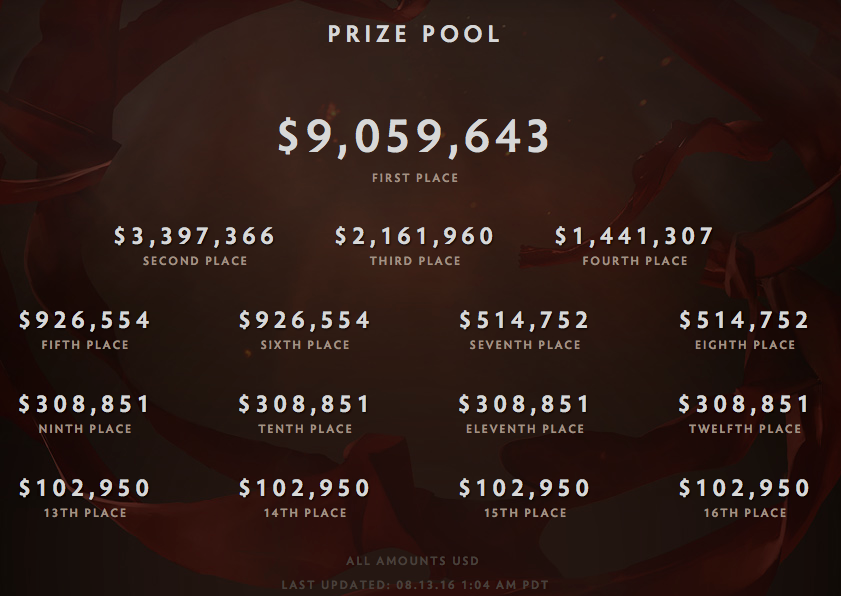 PRIZE POOL
$9,059,643
FIRST PLACE
$3,397,366 $2,161,960 $1,441,307
SECOND PLACE THIRD PLACE FOURTH PLACE
$926,554 $926,554 $514,752 $514,752
FIFTH PLACE SIXTH PLACE SEVENTH PLACE EIGHTH PLACE
$308,851 $308,851 $308,851 $308,851
NINTH PLACE TENTH PLACE ELEVENTH PLACE TWELFTH PLACE
$102,950 $102,950 $102,950 $102,950
13TH PLACE 14TH PLACE 15TH PLACE 16TH PLACE
ALL AMOUNTS USD
LAST UPDATED: 08.13.16 1:04 AM PDT